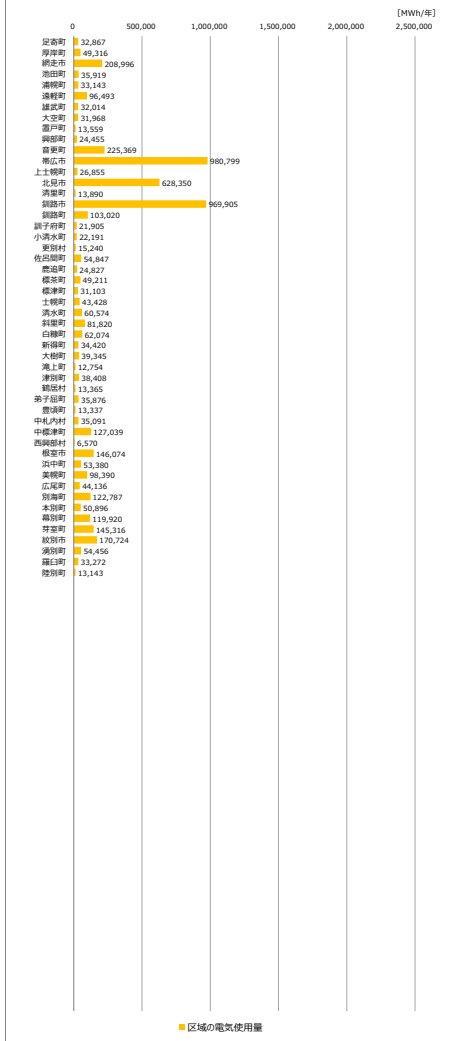 [MWh/年]
0 500,000 1,000,000 1,500,000 2,000,000 2,500,000
足寄町 32,867
厚岸町 49,316
網走市 208,996
池田町 35,919
浦幌町 33,143
遠軽町 96,493
雄武町 32,014
大空町 31,968
置戸町 13,559
興部町 24,455
音更町 225,369
帯広市 980,799
上士幌町 26,855
北見市 628,350
清里町 13,890
釧路市 969,905
釧路町 103,020
訓子府町 21,905
小清水町 22,191
更別村 15,240
佐呂間町 54,847
鹿追町 24,827
標茶町 49,211
標津町 31,103
士幌町 43,428
清水町 60,574
斜里町 81,820
白糠町 62,074
新得町 34,420
大樹町 39,345
滝上町 12,754
津別町 38,408
鶴居村 13,365
弟子屈町 35,876
豊頃町 13,337
中札内村 35,091
中標津町 127,039
西興部村 6,570
根室市 146,074
浜中町 53,380
美幌町 98,390
広尾町 44,136
別海町 122,787
本別町 50,896
幕別町 119,920
芽室町 145,316
紋別市 170,724
湧別町 54,456
羅臼町 33,272
陸別町 13,143
区域の電気使用量